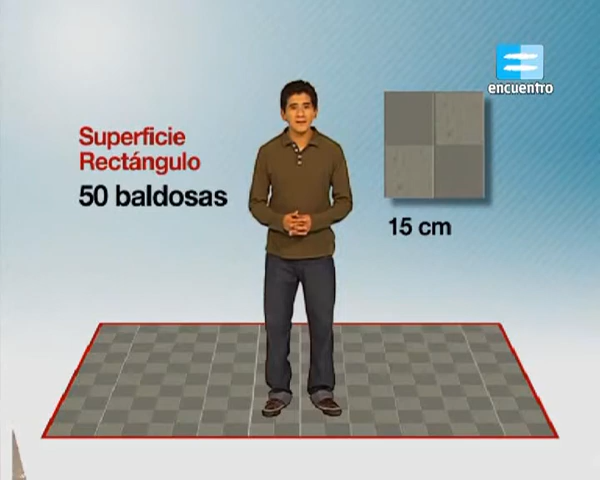 encuentro
Superficie
Rectángulo
50 baldosas
15 cm